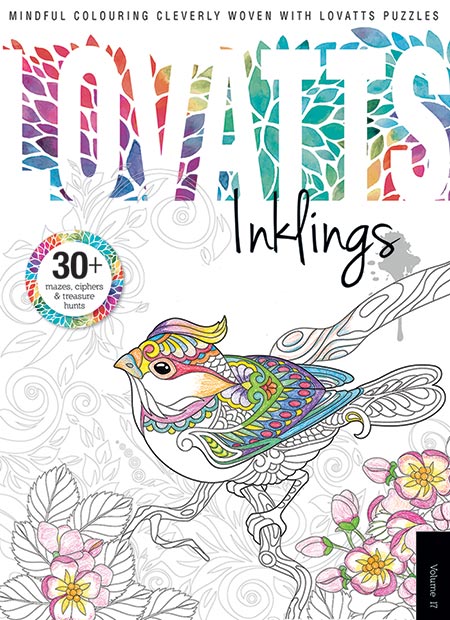 MINDFUL COLOURING CLEVERLY WOVEN WITH LOVATTS PUZZLES
LOVATTS
Inklings
30+
mazes, ciphers
& treasure
hunts
Volume 17